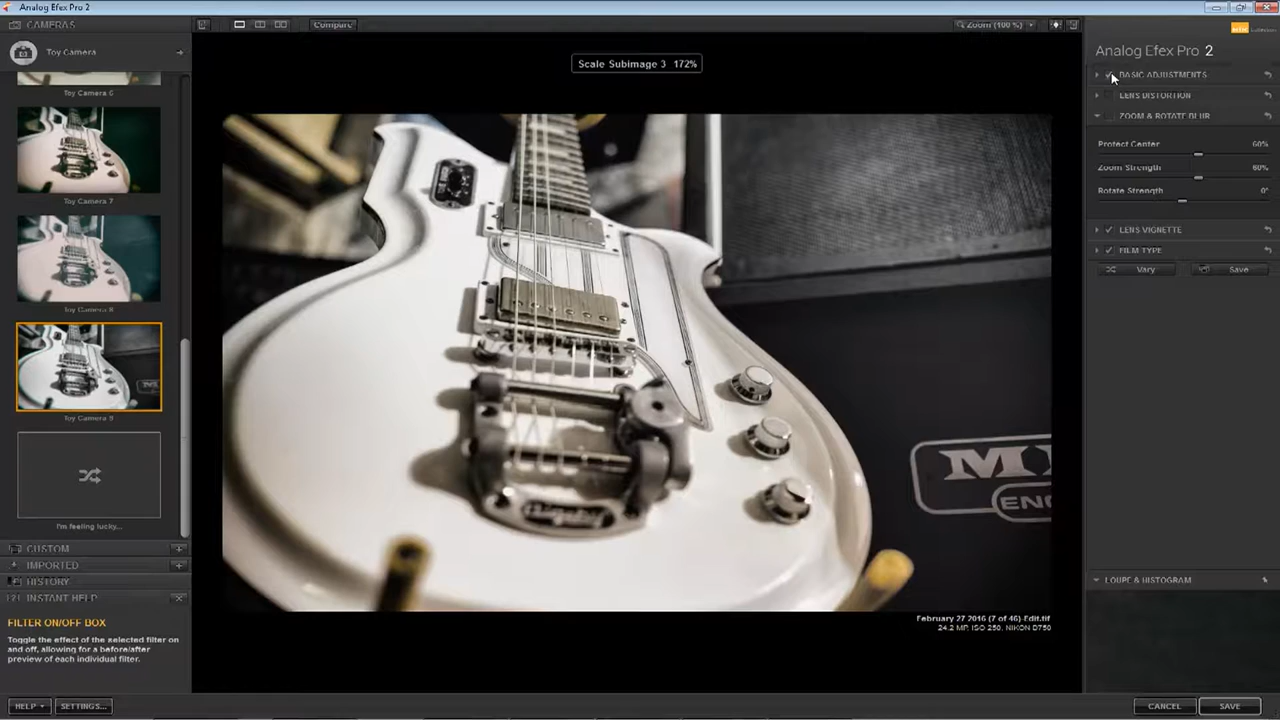 Analog Efex Pro 2
CAMERAS
Compare
Zoom (100 %)
Toy Camera
Scale Subimage 3 172%
Analog Efex Pro 2
BASIC ADJUSTMENTS
LENS DISTORTION
ZOOM & ROTATE BLUR
Protect Center 60%
Zoom Strength 60%
Rotate Strength 0°
LENS VIGNETTE
FILM TYPE
Vary
Save
Toy Camera 6
Toy Camera 7
Toy Camera 8
Toy Camera 9
I'm feeling lucky...
CUSTOM
IMPORTED
HISTORY
INSTANT HELP
FILTER ON/OFF BOX
Toggle the effect of the selected filter on
and off, allowing for a before/after
preview of each individual filter.
LOUPE & HISTOGRAM
February 27 2016 (7 of 46)-Edit.tif
24.2 MP, ISO 250, NIKON D750
HELP
SETTINGS...
CANCEL
SAVE